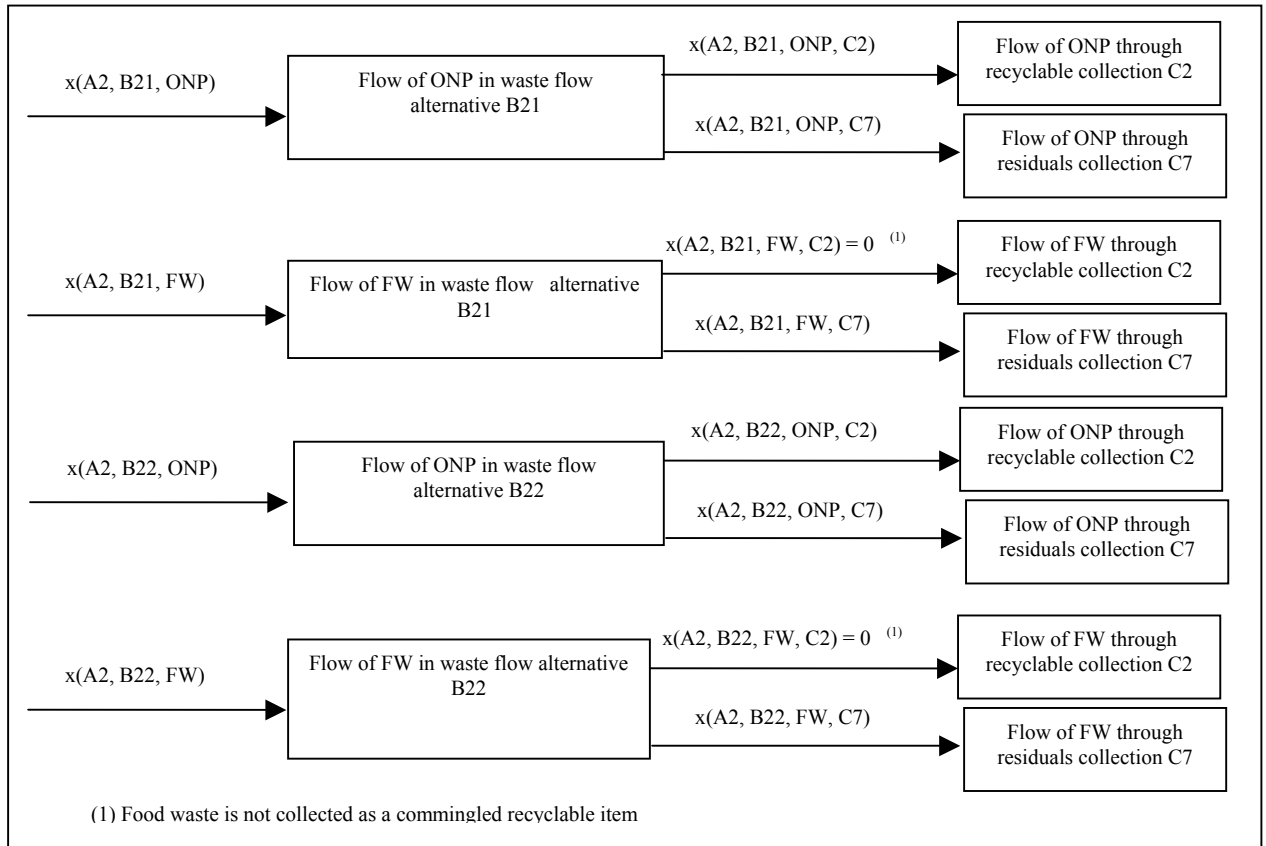 x(A2, B21, ONP)
Flow of ONP in waste flow
alternative B21
x(A2, B21, ONP, C2)
Flow of ONP through
recyclable collection C2
x(A2, B21, ONP, C7)
Flow of ONP through
residuals collection C7
x(A2, B21, FW)
Flow of FW in waste flow alternative
B21
x(A2, B21, FW, C2) = 0 (1)
Flow of FW through
recyclable collection C2
x(A2, B21, FW, C7)
Flow of FW through
residuals collection C7
x(A2, B22, ONP)
Flow of ONP in waste flow
alternative B22
x(A2, B22, ONP, C2)
Flow of ONP through
recyclable collection C2
x(A2, B22, ONP, C7)
Flow of ONP through
residuals collection C7
x(A2, B22, FW)
Flow of FW in waste flow alternative
B22
x(A2, B22, FW, C2) = 0 (1)
Flow of FW through
recyclable collection C2
x(A2, B22, FW, C7)
Flow of FW through
residuals collection C7
(1) Food waste is not collected as a commingled recyclable item